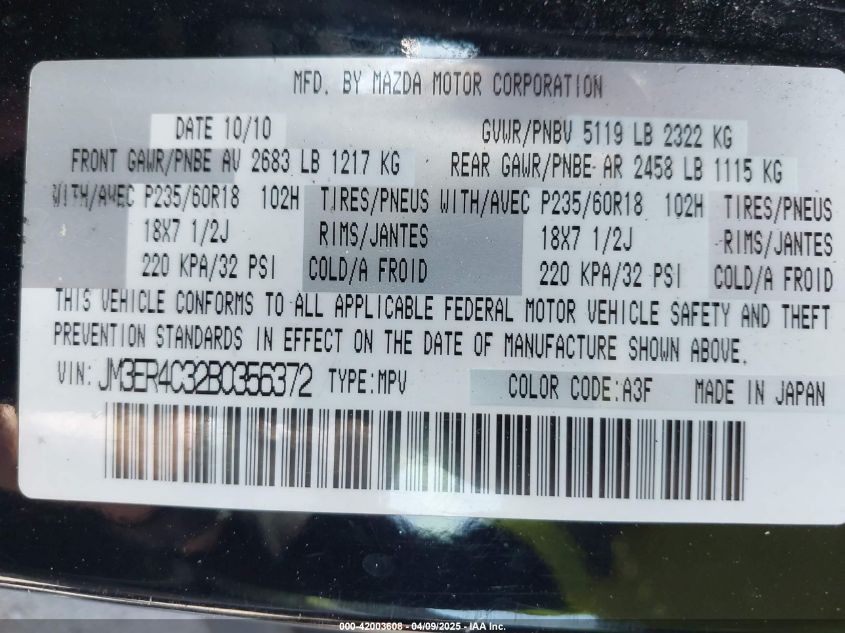 MFD. BY MAZDA MOTOR CORPORATION
DATE 10/10 GVWR/PNBV 5119 LB 2322 KG
FRONT GAWR/PNBE AV 2683 LB 1217 KG REAR GAWR/PNBE AR 2458 LB 1115 KG
WITH/AVEC P235/60R18 102H TIRES/PNEUS WITH/AVEC P235/60R18 102H TIRES/PNEUS
18X7 1/2J RIMS/JANTES 18X7 1/2J RIMS/JANTES
220 KPA/32 PSI COLD/A FROID 220 KPA/32 PSI COLD/A FROID
THIS VEHICLE CONFORMS TO ALL APPLICABLE FEDERAL MOTOR VEHICLE SAFETY AND THEFT
PREVENTION STANDARDS IN EFFECT ON THE DATE OF MANUFACTURE SHOWN ABOVE.
VIN: JM3ER4C32B0356372 TYPE:MPV COLOR CODE:A3F MADE IN JAPAN
000-42003608 - 04/09/2025 - IAA Inc.